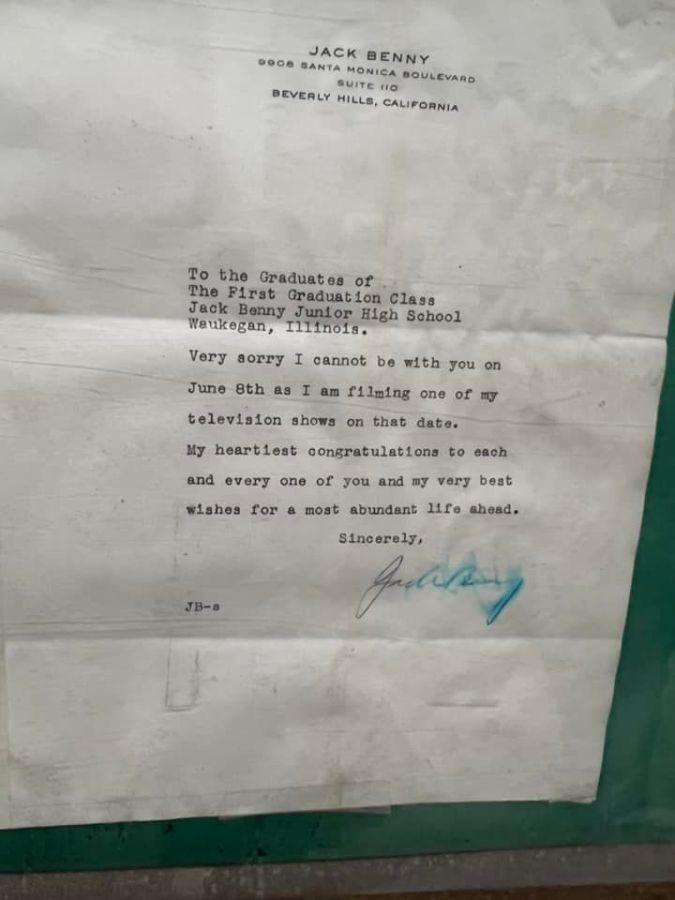 JACK BENNY
9908 SANTA MONICA BOULEVARD
SUITE 110
BEVERLY HILLS, CALIFORNIA
To the Graduates of
The First Graduation Class
Jack Benny Junior High School
Waukegan, Illinois.
Very sorry I cannot be with you on
June 8th as I am filming one of my
television shows on that date.
My heartiest congratulations to each
and every one of you and my very best
wishes for a most abundant life ahead.
Sincerely,
Jack Benny
JB-s